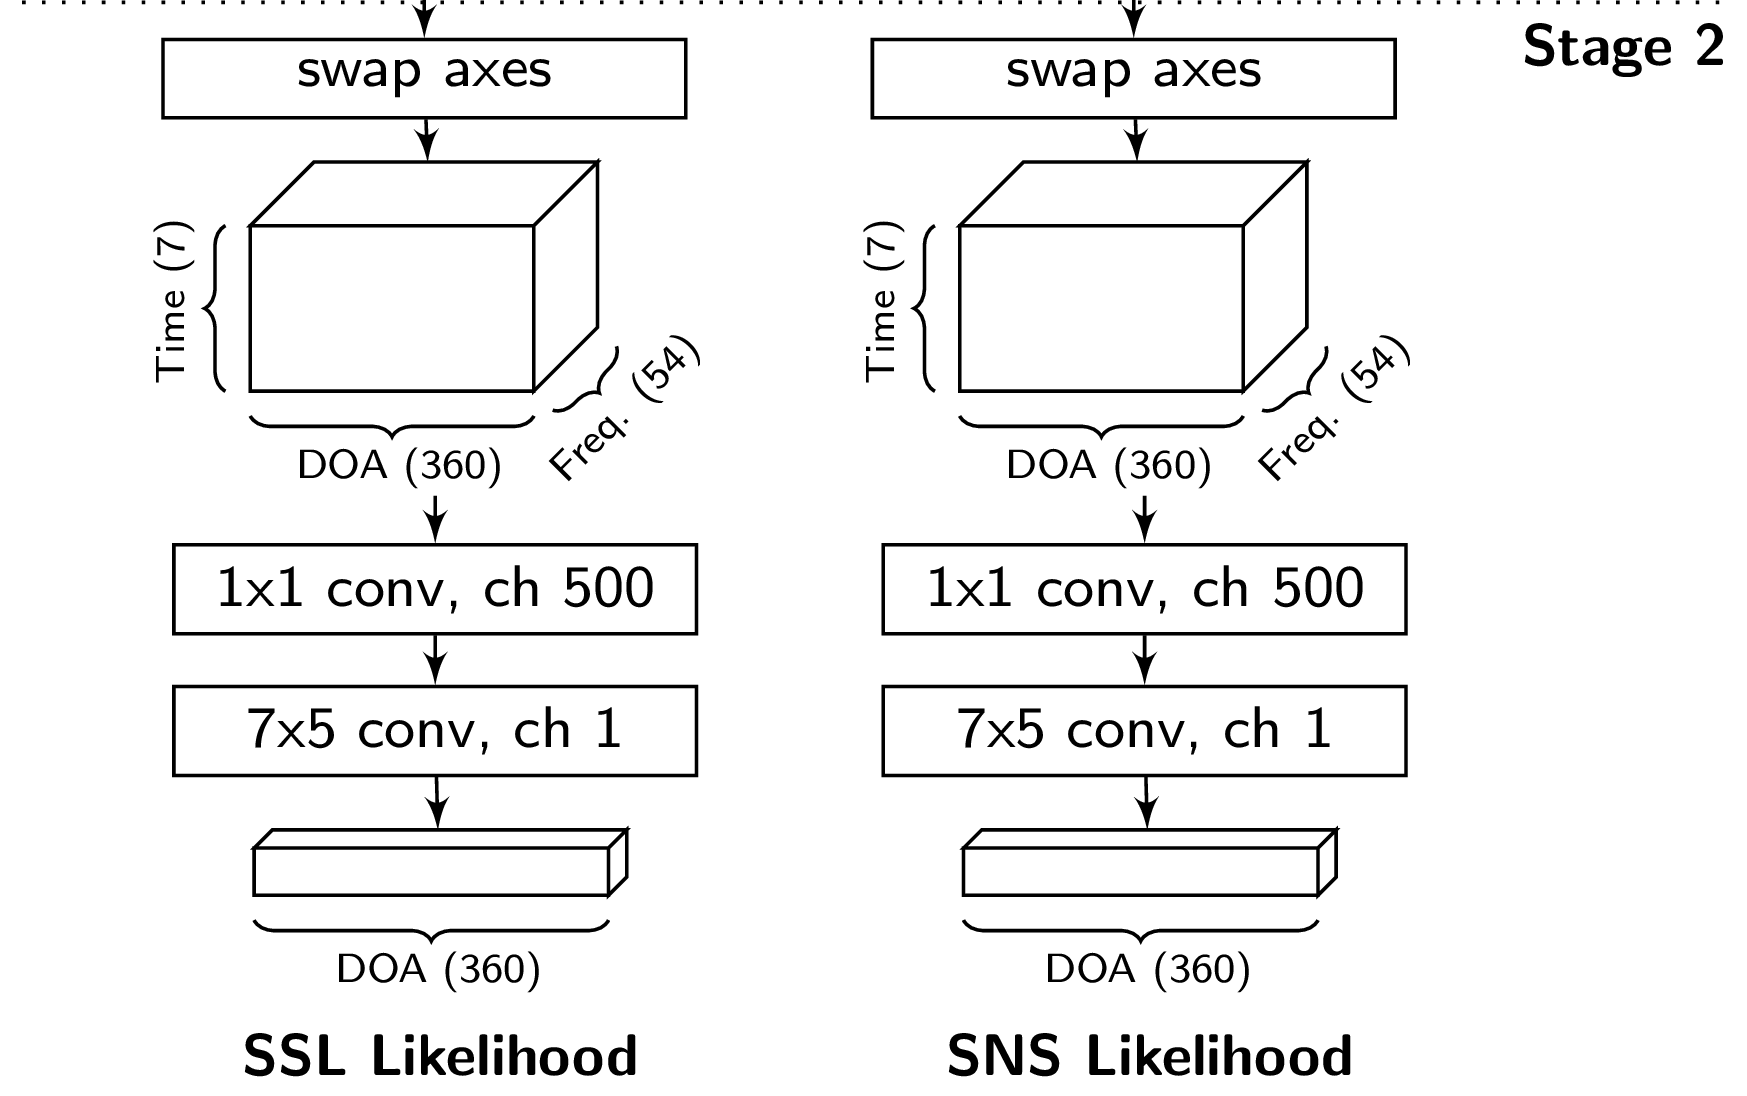 Stage 2
swap axes
Time (7)
DOA (360)
Freq. (54)
1x1 conv, ch 500
7x5 conv, ch 1
DOA (360)
SSL Likelihood
swap axes
Time (7)
DOA (360)
Freq. (54)
1x1 conv, ch 500
7x5 conv, ch 1
DOA (360)
SNS Likelihood